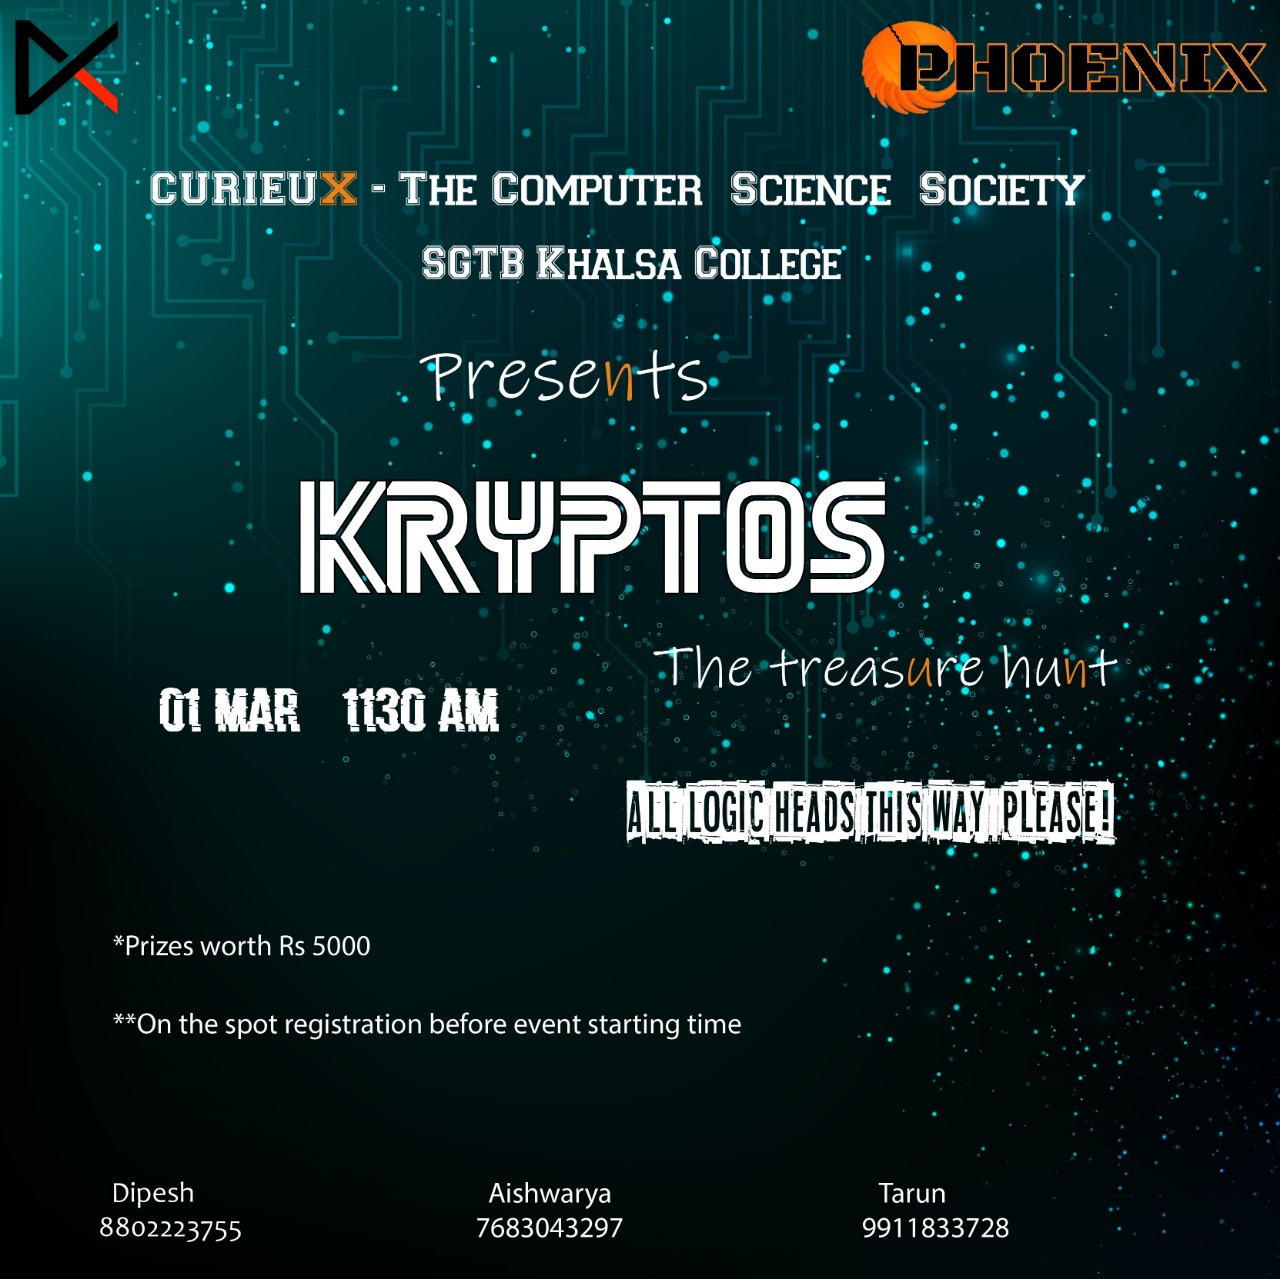 PHOENIX
CURIEUX - THE COMPUTER SCIENCE SOCIETY
SGTB KHALSA COLLEGE
Presents
KRYPTOS
The treasure hunt
01 MAR 1130 AM
ALL LOGIC HEADS THIS WAY PLEASE!
*Prizes worth Rs 5000
**On the spot registration before event starting time
Dipesh
8802223755
Aishwarya
7683043297
Tarun
9911833728